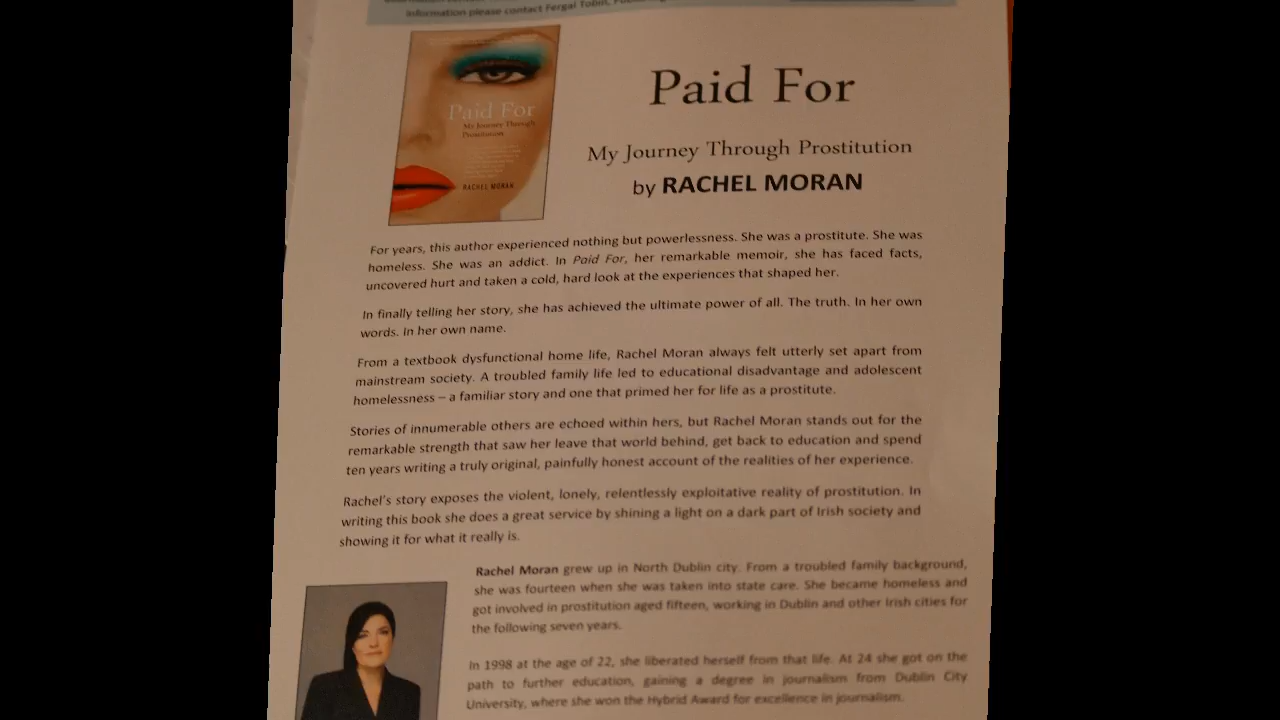 information please contact Fergal Tobin,
Paid For
My Journey Through
Prostitution
RACHEL MORAN
Paid For
My Journey Through Prostitution
by RACHEL MORAN
For years, this author experienced nothing but powerlessness. She was a prostitute. She was
homeless. She was an addict. In Paid For, her remarkable memoir, she has faced facts,
uncovered hurt and taken a cold, hard look at the experiences that shaped her.
In finally telling her story, she has achieved the ultimate power of all. The truth. In her own
words. In her own name.
From a textbook dysfunctional home life, Rachel Moran always felt utterly set apart from
mainstream society. A troubled family life led to educational disadvantage and adolescent
homelessness – a familiar story and one that primed her for life as a prostitute.
Stories of innumerable others are echoed within hers, but Rachel Moran stands out for the
remarkable strength that saw her leave that world behind, get back to education and spend
ten years writing a truly original, painfully honest account of the realities of her experience.
Rachel's story exposes the violent, lonely, relentlessly exploitative reality of prostitution. In
writing this book she does a great service by shining a light on a dark part of Irish society and
showing it for what it really is.
Rachel Moran grew up in North Dublin city. From a troubled family background,
she was fourteen when she was taken into state care. She became homeless and
got involved in prostitution aged fifteen, working in Dublin and other Irish cities for
the following seven years.
In 1998 at the age of 22, she liberated herself from that life. At 24 she got on the
path to further education, gaining a degree in journalism from Dublin City
University, where she won the Hybrid Award for excellence in journalism.